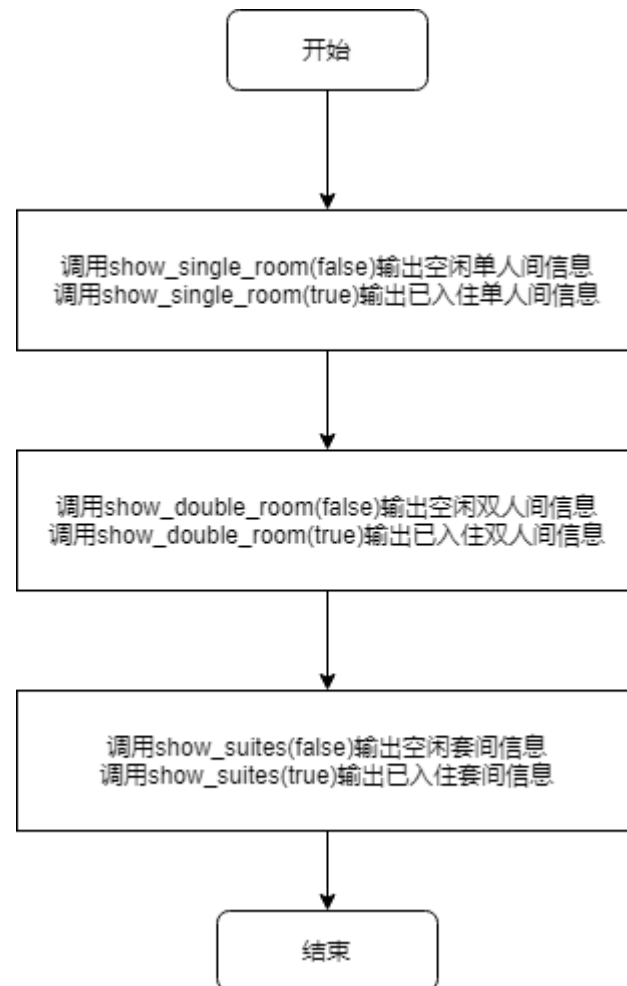 开始
调用show_single_room(false)输出空闲单人间信息
调用show_single_room(true)输出已入住单人间信息
调用show_double_room(false)输出空闲双人间信息
调用show_double_room(true)输出已入住双人间信息
调用show_suites(false)输出空闲套间信息
调用show_suites(true)输出已入住套间信息
结束